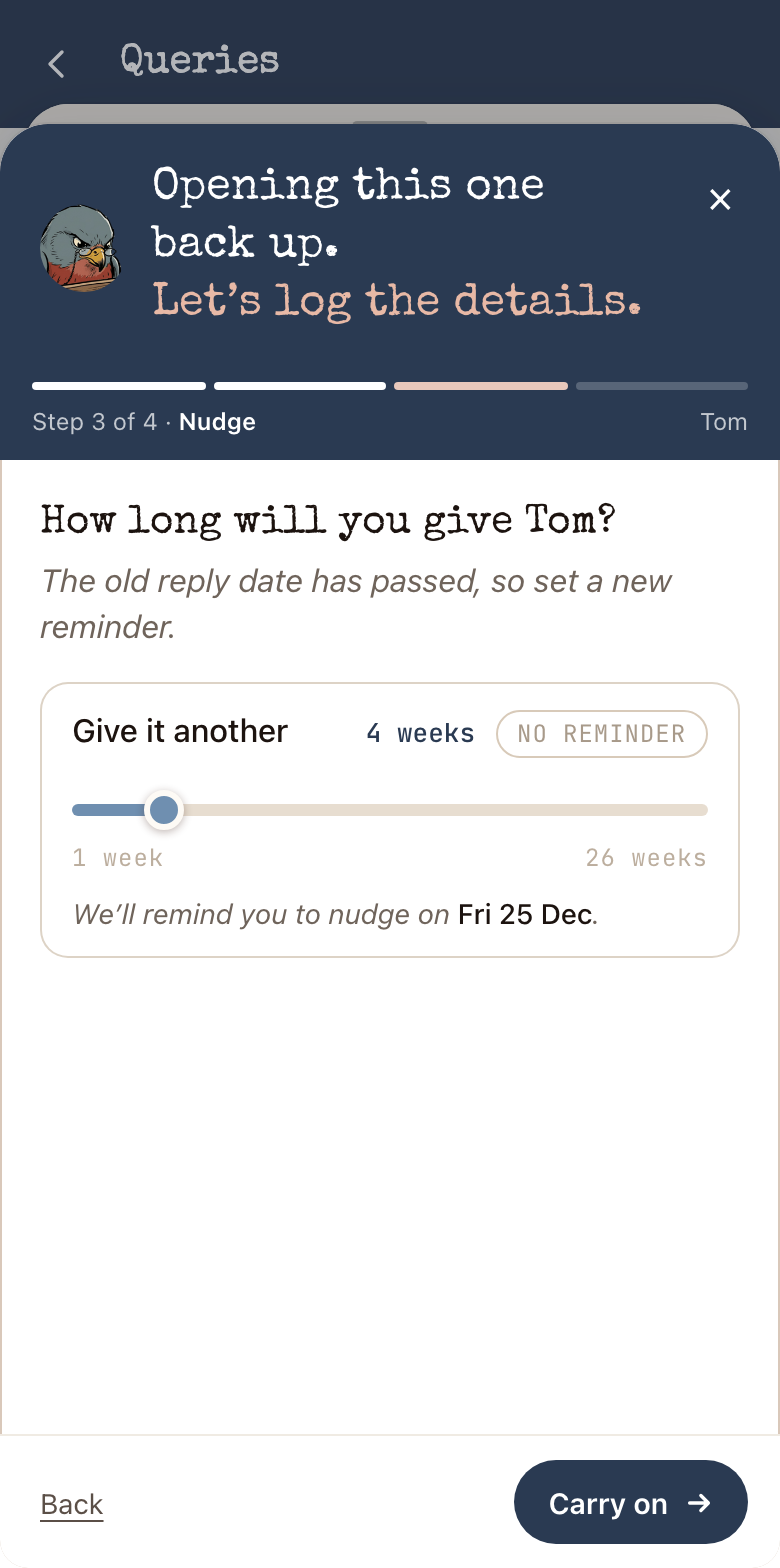 Queries
Opening this one
back up.
Let’s log the details.
Step 3 of 4 · Nudge
Tom
How long will you give Tom?
The old reply date has passed, so set a new
reminder.
Give it another
4 weeks
NO REMINDER
1 week
26 weeks
We’ll remind you to nudge on Fri 25 Dec.
Back
Carry on →